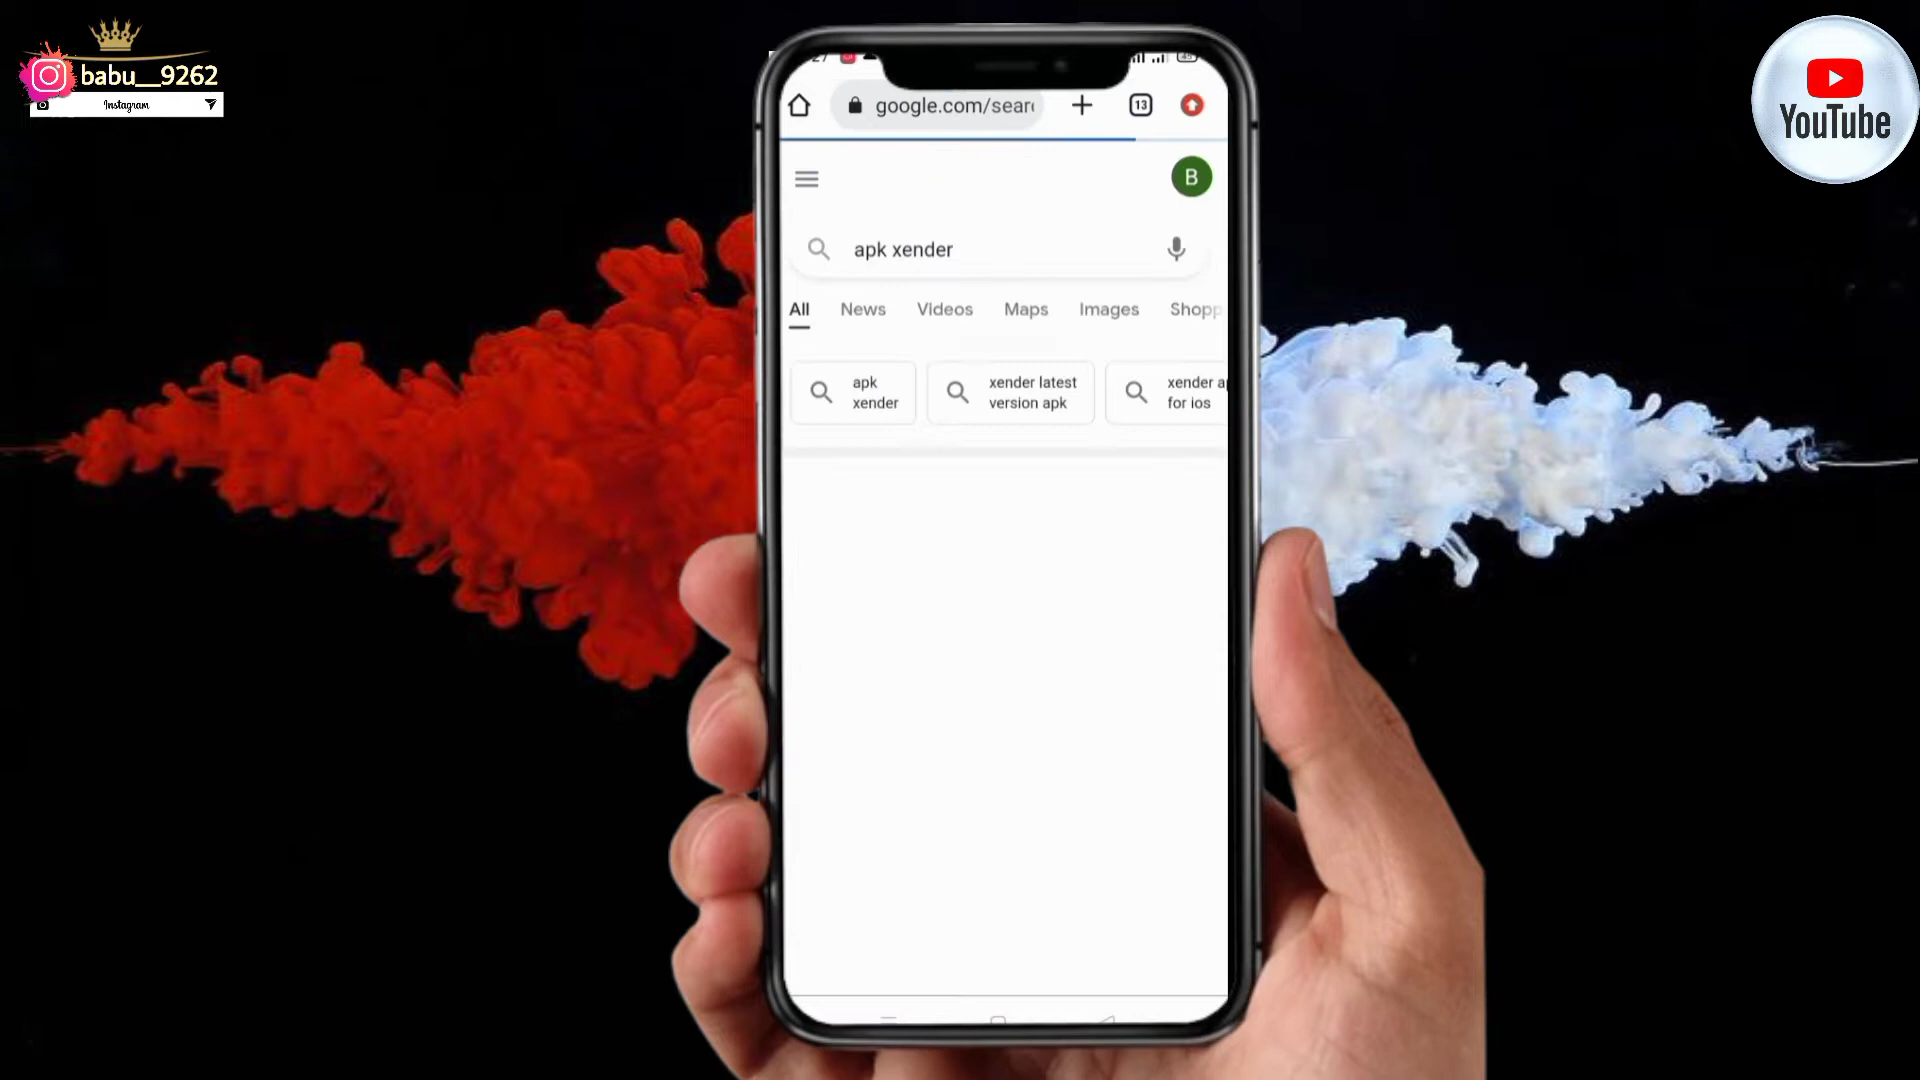 babu__9262
Instagram
YouTube
google.com/sear
13
B
apk xender
All News Videos Maps Images Shopp
apk
xender
xender latest
version apk
xender a
for ios